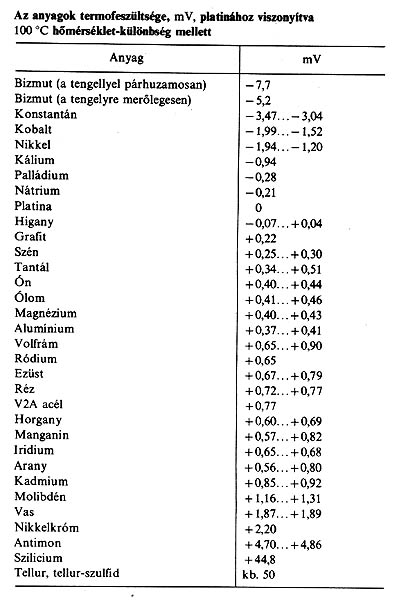 Az anyagok termofeszültsége, mV, platinához viszonyítva
100 °C hőmérséklet-különbség mellett
Anyag mV
Bizmut (a tengellyel párhuzamosan) −7,7
Bizmut (a tengelyre merőlegesen) −5,2
Konstantán −3,47...−3,04
Kobalt −1,99...−1,52
Nikkel −1,94...−1,20
Kálium −0,94
Palládium −0,28
Nátrium −0,21
Platina 0
Higany −0,07...+0,04
Grafit +0,22
Szén +0,25...+0,30
Tantál +0,34...+0,51
Ón +0,40...+0,44
Ólom +0,41...+0,46
Magnézium +0,40...+0,43
Alumínium +0,37...+0,41
Volfrám +0,65...+0,90
Ródium +0,65
Ezüst +0,67...+0,79
Réz +0,72...+0,77
V2A acél +0,77
Horgany +0,60...+0,69
Manganin +0,57...+0,82
Iridium +0,65...+0,68
Arany +0,56...+0,80
Kadmium +0,85...+0,92
Molibdén +1,16...+1,31
Vas +1,87...+1,89
Nikkelkróm +2,20
Antimon +4,70...+4,86
Szilicium +44,8
Tellur, tellur-szulfid kb. 50